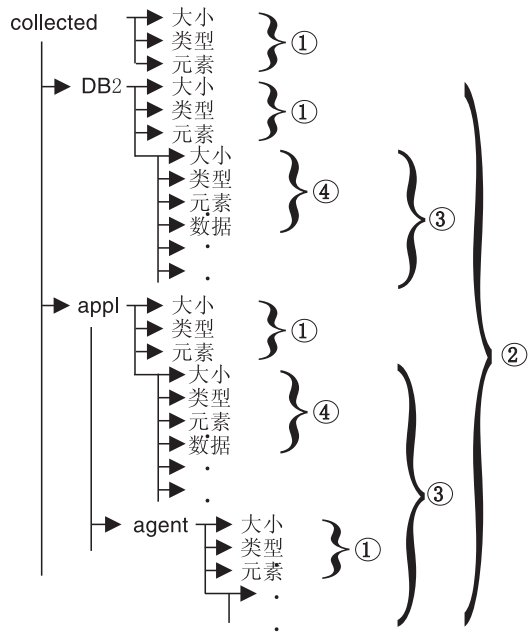 collected
大小
类型 ①
元素
DB2 大小
类型 ①
元素
大小
类型 ④
元素 ③
数据
大小
appl 类型 ①
元素
②
大小
类型
元素 ④
数据
③
agent 大小
类型 ①
元素